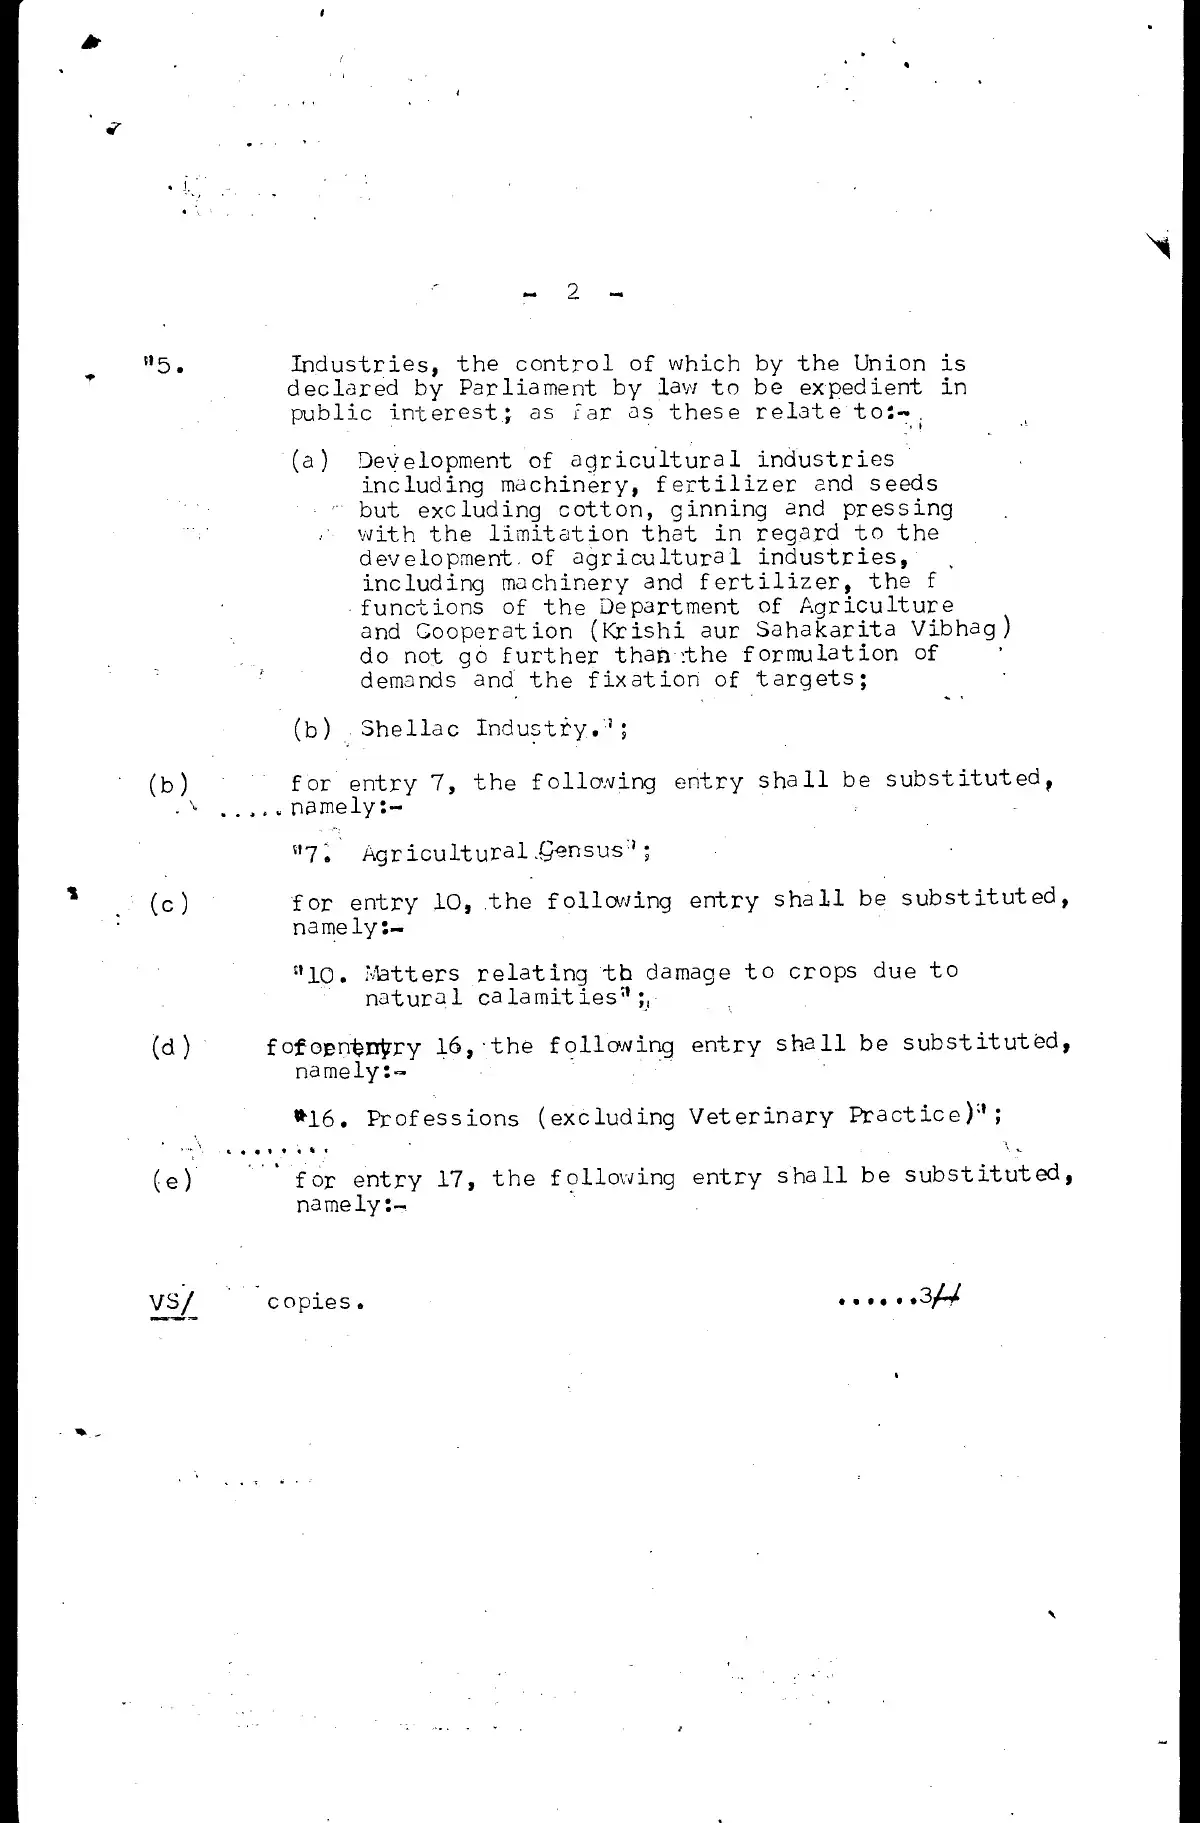 - 2 -
"5. Industries, the control of which by the Union is
declared by Parliament by law to be expedient in
public interest; as far as these relate to:-
(a) Development of agricultural industries
including machinery, fertilizer and seeds
but excluding cotton, ginning and pressing
with the limitation that in regard to the
development of agricultural industries,
including machinery and fertilizer, the f
functions of the Department of Agriculture
and Cooperation (Krishi aur Sahakarita Vibhag)
do not go further than the formulation of
demands and the fixation of targets;
(b) Shellac Industry.";
(b) for entry 7, the following entry shall be substituted,
.....namely:-
"7. Agricultural Census";
(c) for entry 10, the following entry shall be substituted,
namely:-
"10. Matters relating to damage to crops due to
natural calamities";
(d) for entry 16, the following entry shall be substituted,
namely:-
"16. Professions (excluding Veterinary Practice)";
........
(e) for entry 17, the following entry shall be substituted,
namely:-
VS/ copies. ......3/-